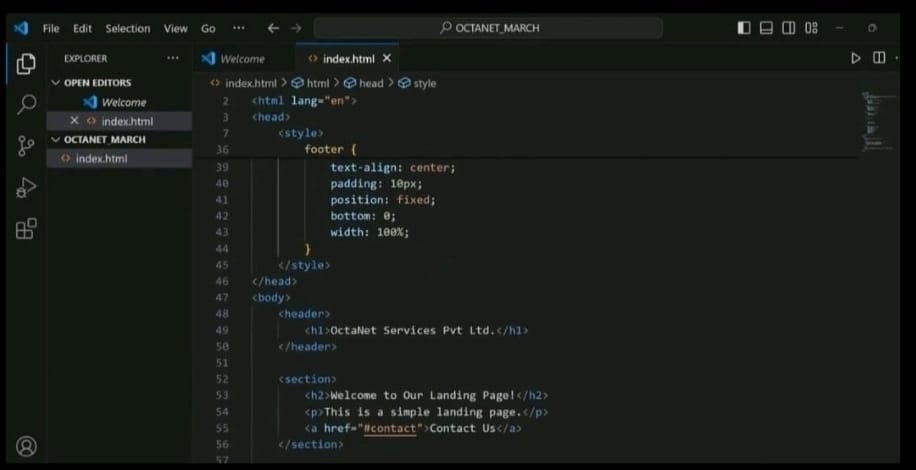 File Edit Selection View Go ··· ← → OCTANET_MARCH
EXPLORER ···
OPEN EDITORS
Welcome
× <> index.html
OCTANET_MARCH
<> index.html
Welcome <> index.html ×
<> index.html > html > head > style
2 <html lang="en">
3 <head>
7 <style>
36 footer {
39 text-align: center;
40 padding: 10px;
41 position: fixed;
42 bottom: 0;
43 width: 100%;
44 }
45 </style>
46 </head>
47 <body>
48 <header>
49 <h1>OctaNet Services Pvt Ltd.</h1>
50 </header>
51
52 <section>
53 <h2>Welcome to Our Landing Page!</h2>
54 <p>This is a simple landing page.</p>
55 <a href="#contact">Contact Us</a>
56 </section>
57